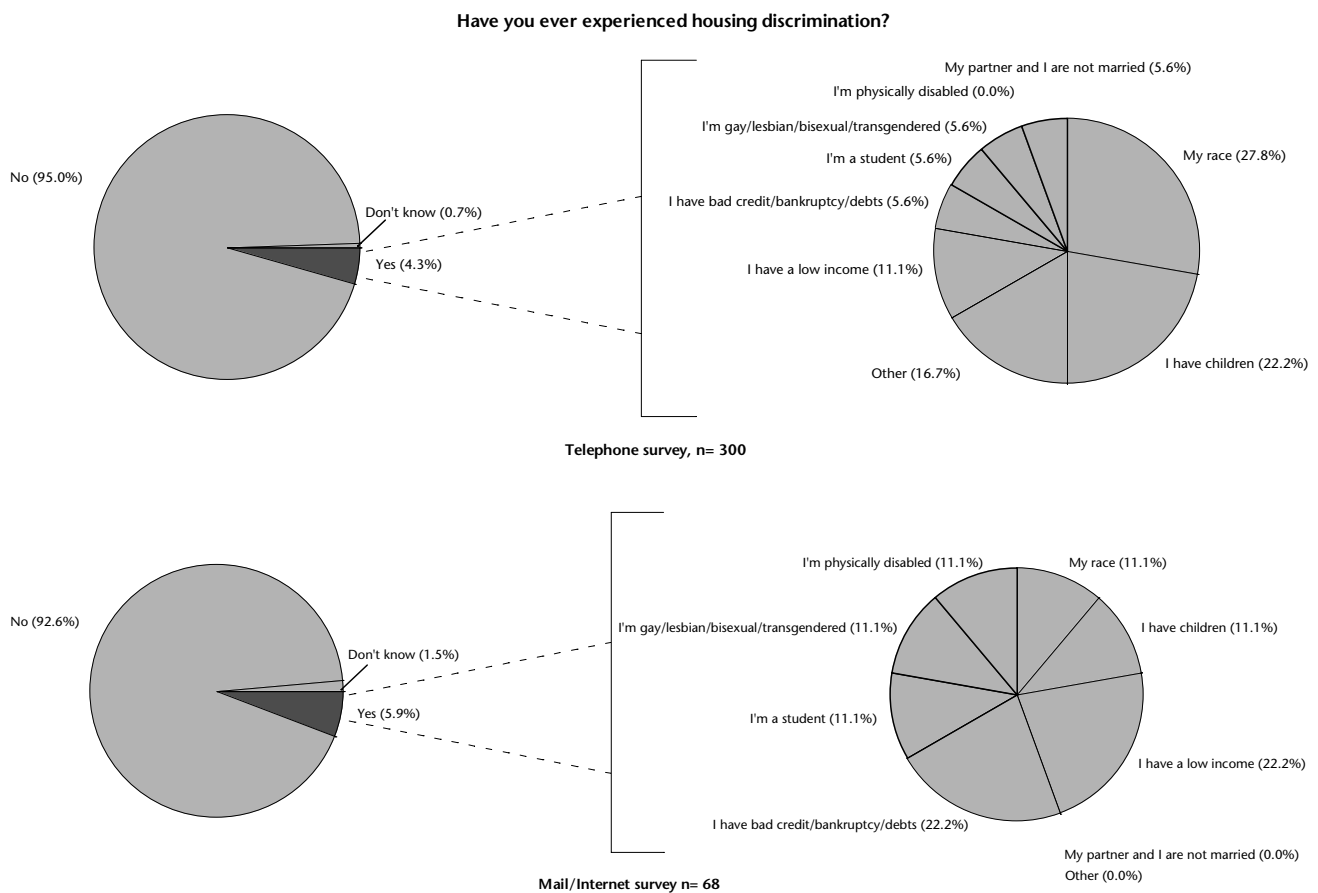 Have you ever experienced housing discrimination?
My partner and I are not married (5.6%)
I'm physically disabled (0.0%)
I'm gay/lesbian/bisexual/transgendered (5.6%)
My race (27.8%)
I'm a student (5.6%)
No (95.0%)
I have bad credit/bankruptcy/debts (5.6%)
Don't know (0.7%)
Yes (4.3%)
I have a low income (11.1%)
I have children (22.2%)
Other (16.7%)
Telephone survey, n= 300
I'm physically disabled (11.1%)
My race (11.1%)
No (92.6%)
I'm gay/lesbian/bisexual/transgendered (11.1%)
I have children (11.1%)
Don't know (1.5%)
Yes (5.9%)
I'm a student (11.1%)
I have a low income (22.2%)
I have bad credit/bankruptcy/debts (22.2%)
My partner and I are not married (0.0%)
Other (0.0%)
Mail/Internet survey n= 68